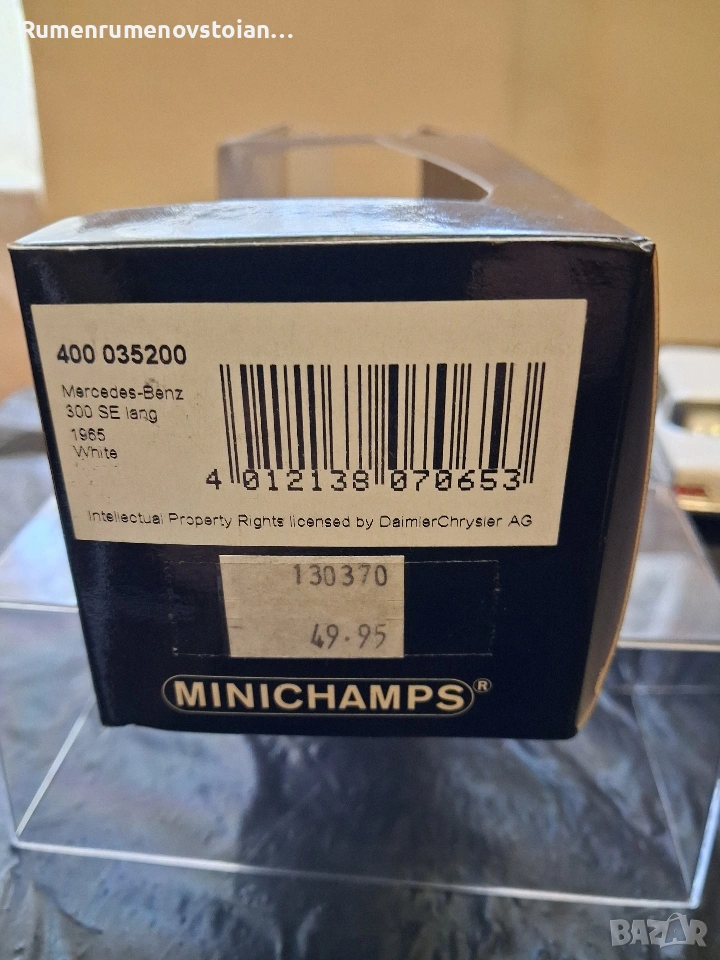 Rumenrumenovstoian...
400 035200
Mercedes-Benz
300 SE lang
1965
White
4 012138 070653
Intellectual Property Rights licensed by DaimlerChrysler AG
130370
49.95
MINICHAMPS®
BAZAR